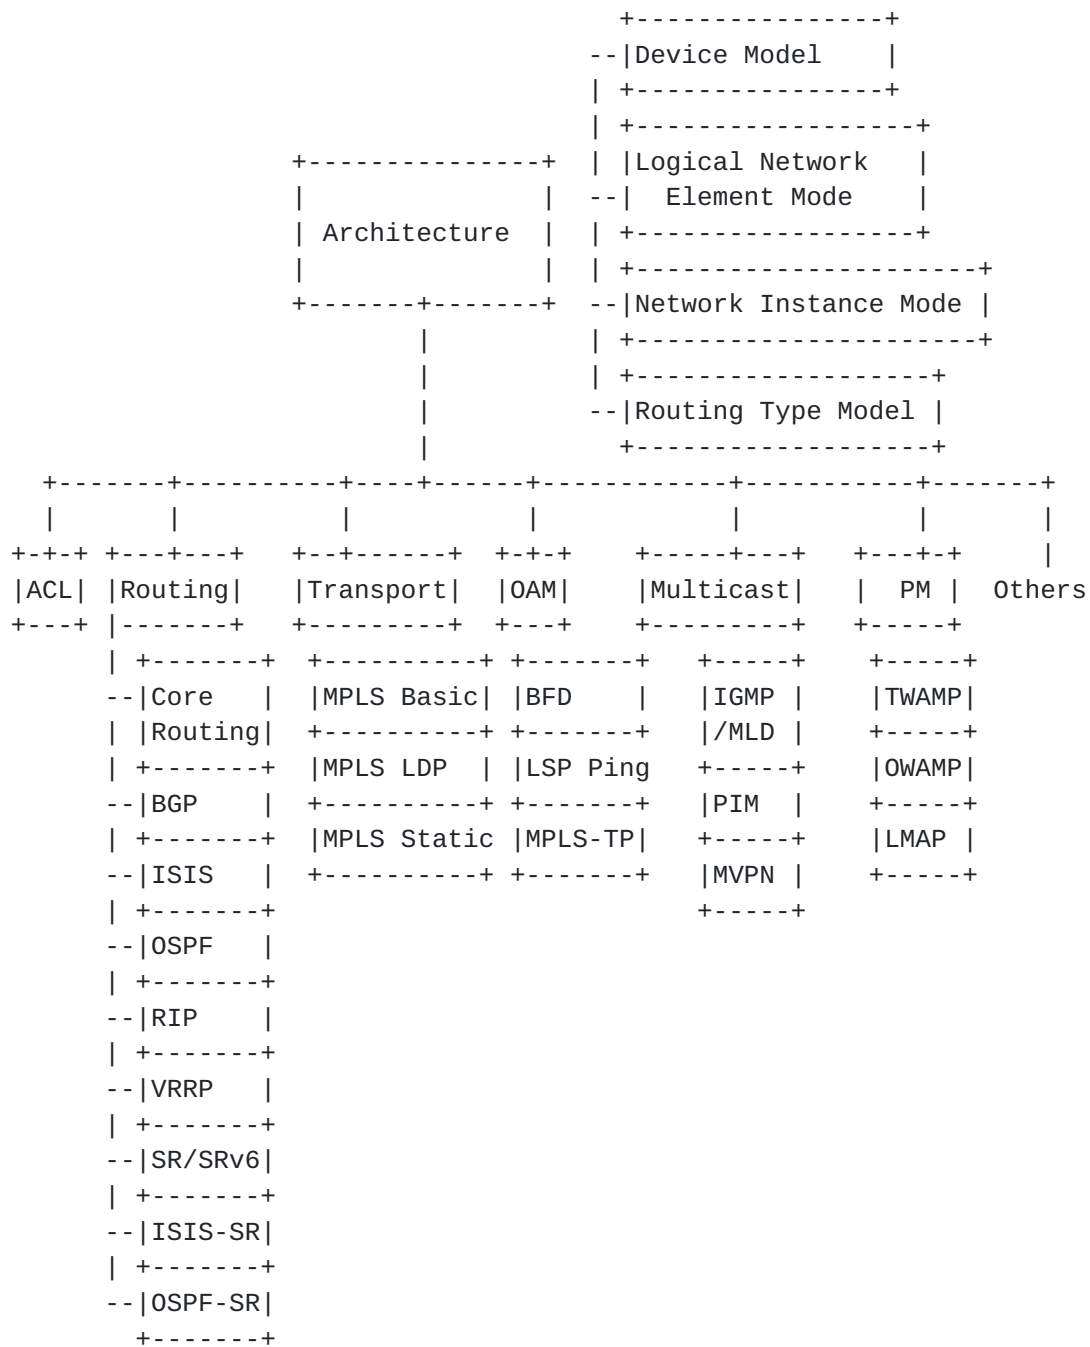 Device Model
Logical Network
Element Mode
Architecture
Network Instance Mode
Routing Type Model
ACL Routing Transport OAM Multicast PM Others
Core MPLS Basic BFD IGMP TWAMP
Routing /MLD
MPLS LDP LSP Ping OWAMP
BGP PIM
MPLS Static MPLS-TP LMAP
ISIS MVPN
OSPF
RIP
VRRP
SR/SRv6
ISIS-SR
OSPF-SR